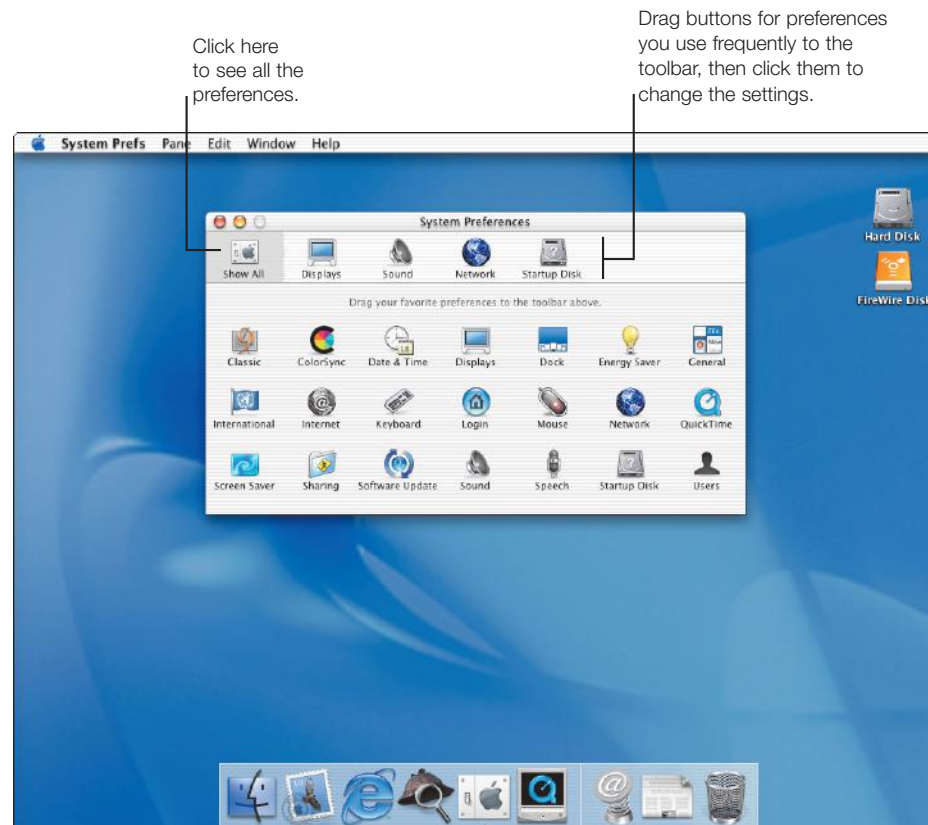 Click here
to see all the
preferences.
Drag buttons for preferences
you use frequently to the
toolbar, then click them to
change the settings.
System Prefs Pane Edit Window Help
System Preferences
Show All Displays Sound Network Startup Disk
Drag your favorite preferences to the toolbar above.
Classic ColorSync Date & Time Displays Dock Energy Saver General
International Internet Keyboard Login Mouse Network QuickTime
Screen Saver Sharing Software Update Sound Speech Startup Disk Users
Hard Disk
FireWire Disk